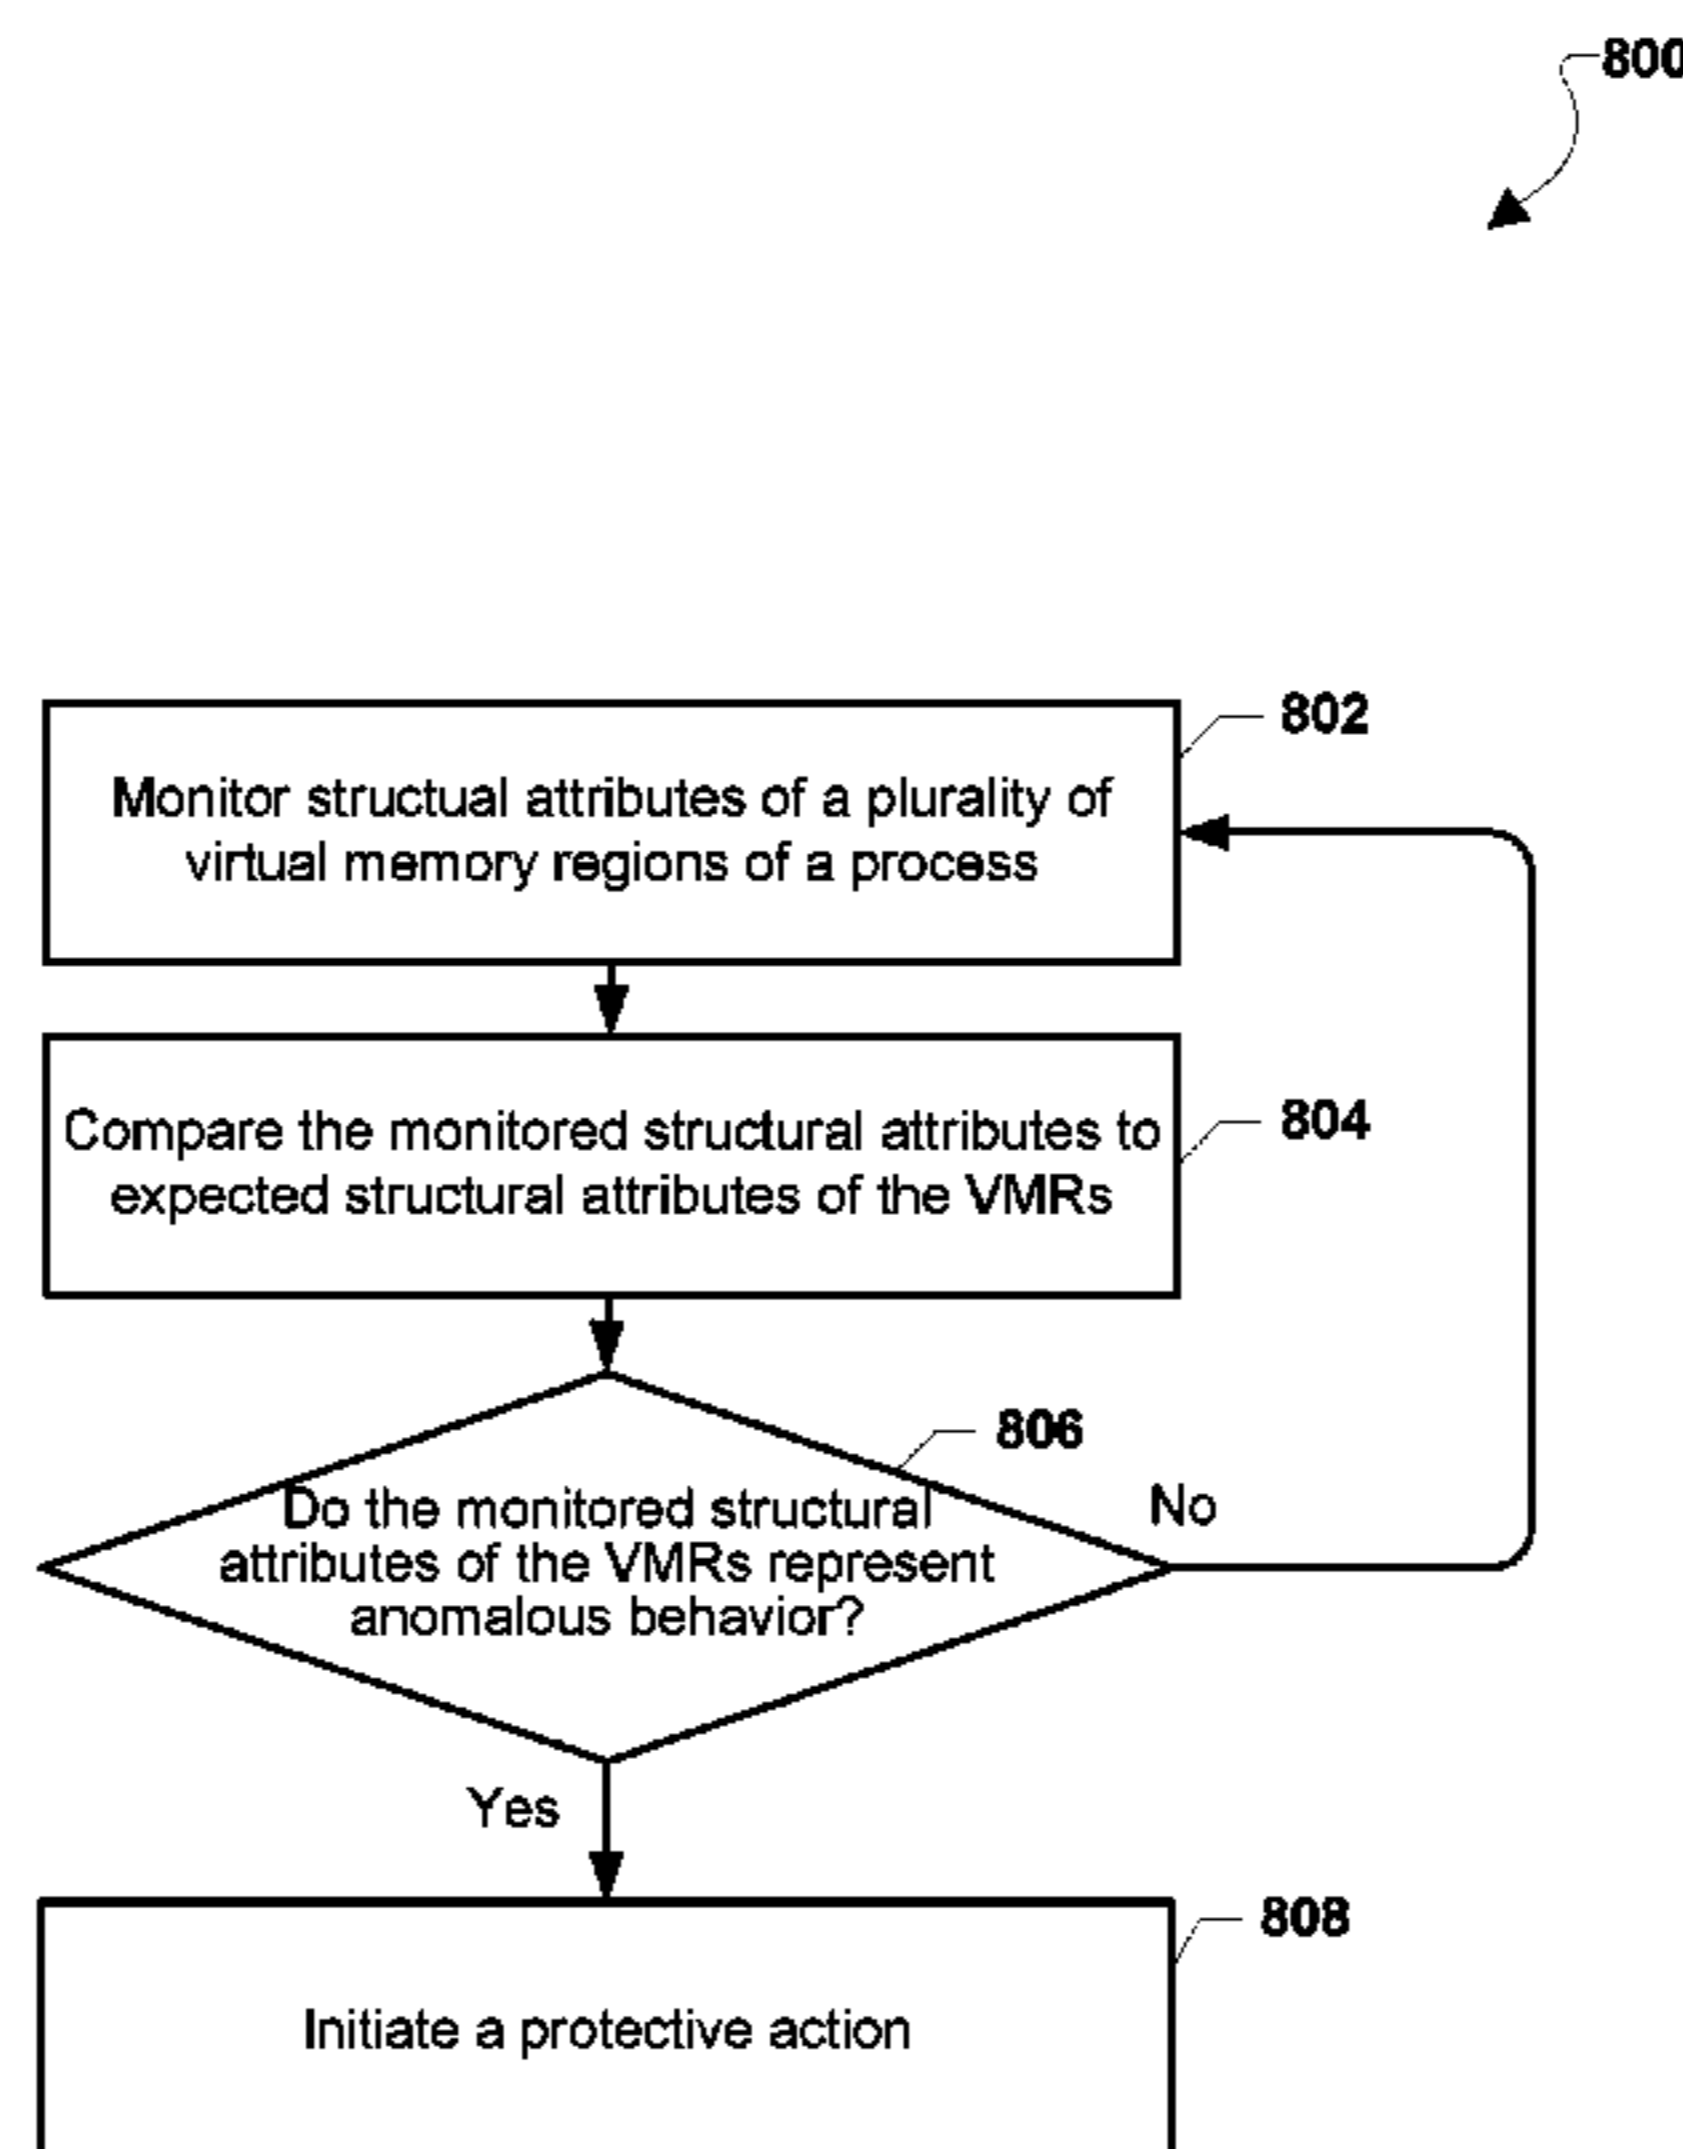 800
802
Monitor structual attributes of a plurality of
virtual memory regions of a process
804
Compare the monitored structural attributes to
expected structural attributes of the VMRs
806
Do the monitored structural
attributes of the VMRs represent
anomalous behavior?
No
Yes
808
Initiate a protective action